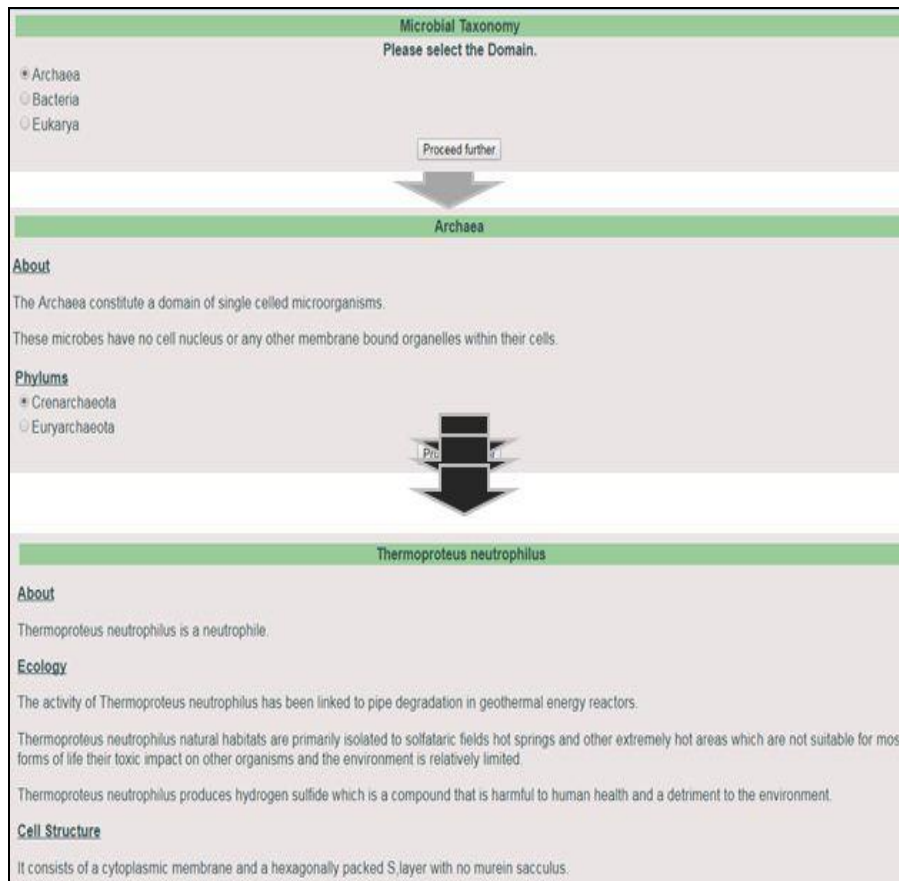 Microbial Taxonomy
Please select the Domain.
Archaea
Bacteria
Eukarya
Proceed further
Archaea
About
The Archaea constitute a domain of single celled microorganisms.
These microbes have no cell nucleus or any other membrane bound organelles within their cells.
Phylums
Crenarchaeota
Euryarchaeota
Thermoproteus neutrophilus
About
Thermoproteus neutrophilus is a neutrophile.
Ecology
The activity of Thermoproteus neutrophilus has been linked to pipe degradation in geothermal energy reactors.
Thermoproteus neutrophilus natural habitats are primarily isolated to solfataric fields hot springs and other extremely hot areas which are not suitable for mos
forms of life their toxic impact on other organisms and the environment is relatively limited.
Thermoproteus neutrophilus produces hydrogen sulfide which is a compound that is harmful to human health and a detriment to the environment.
Cell Structure
It consists of a cytoplasmic membrane and a hexagonally packed S,layer with no murein sacculus.